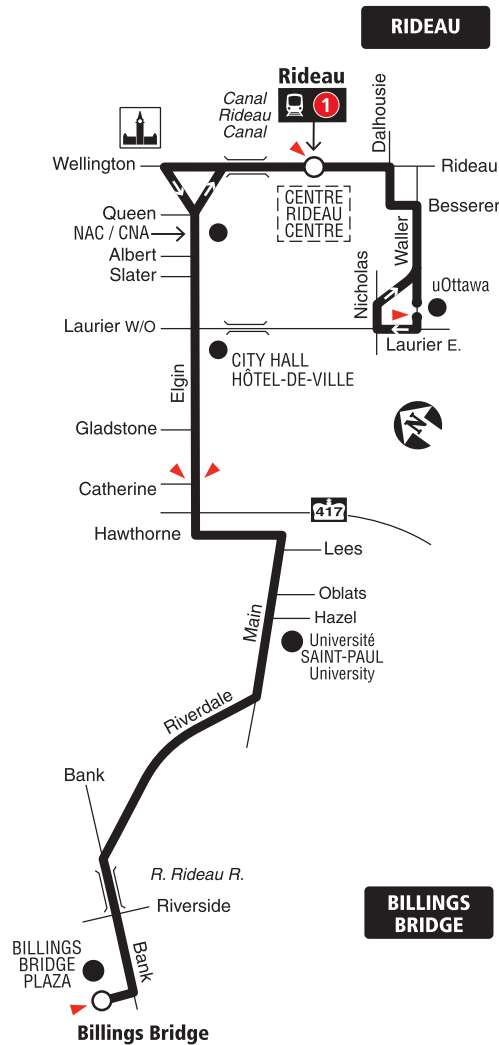 RIDEAU
Rideau
1
Canal
Rideau
Canal
Dalhousie
Wellington
Rideau
CENTRE
RIDEAU
CENTRE
Besserer
Queen
NAC / CNA
Waller
Albert
Slater
Nicholas
uOttawa
Laurier W/O
Laurier E.
CITY HALL
HÔTEL-DE-VILLE
Elgin
N
Gladstone
Catherine
417
Hawthorne
Lees
Oblats
Main
Hazel
Université
SAINT-PAUL
University
Riverdale
Bank
R. Rideau R.
Riverside
BILLINGS
BRIDGE
BILLINGS
BRIDGE
PLAZA
Bank
Billings Bridge